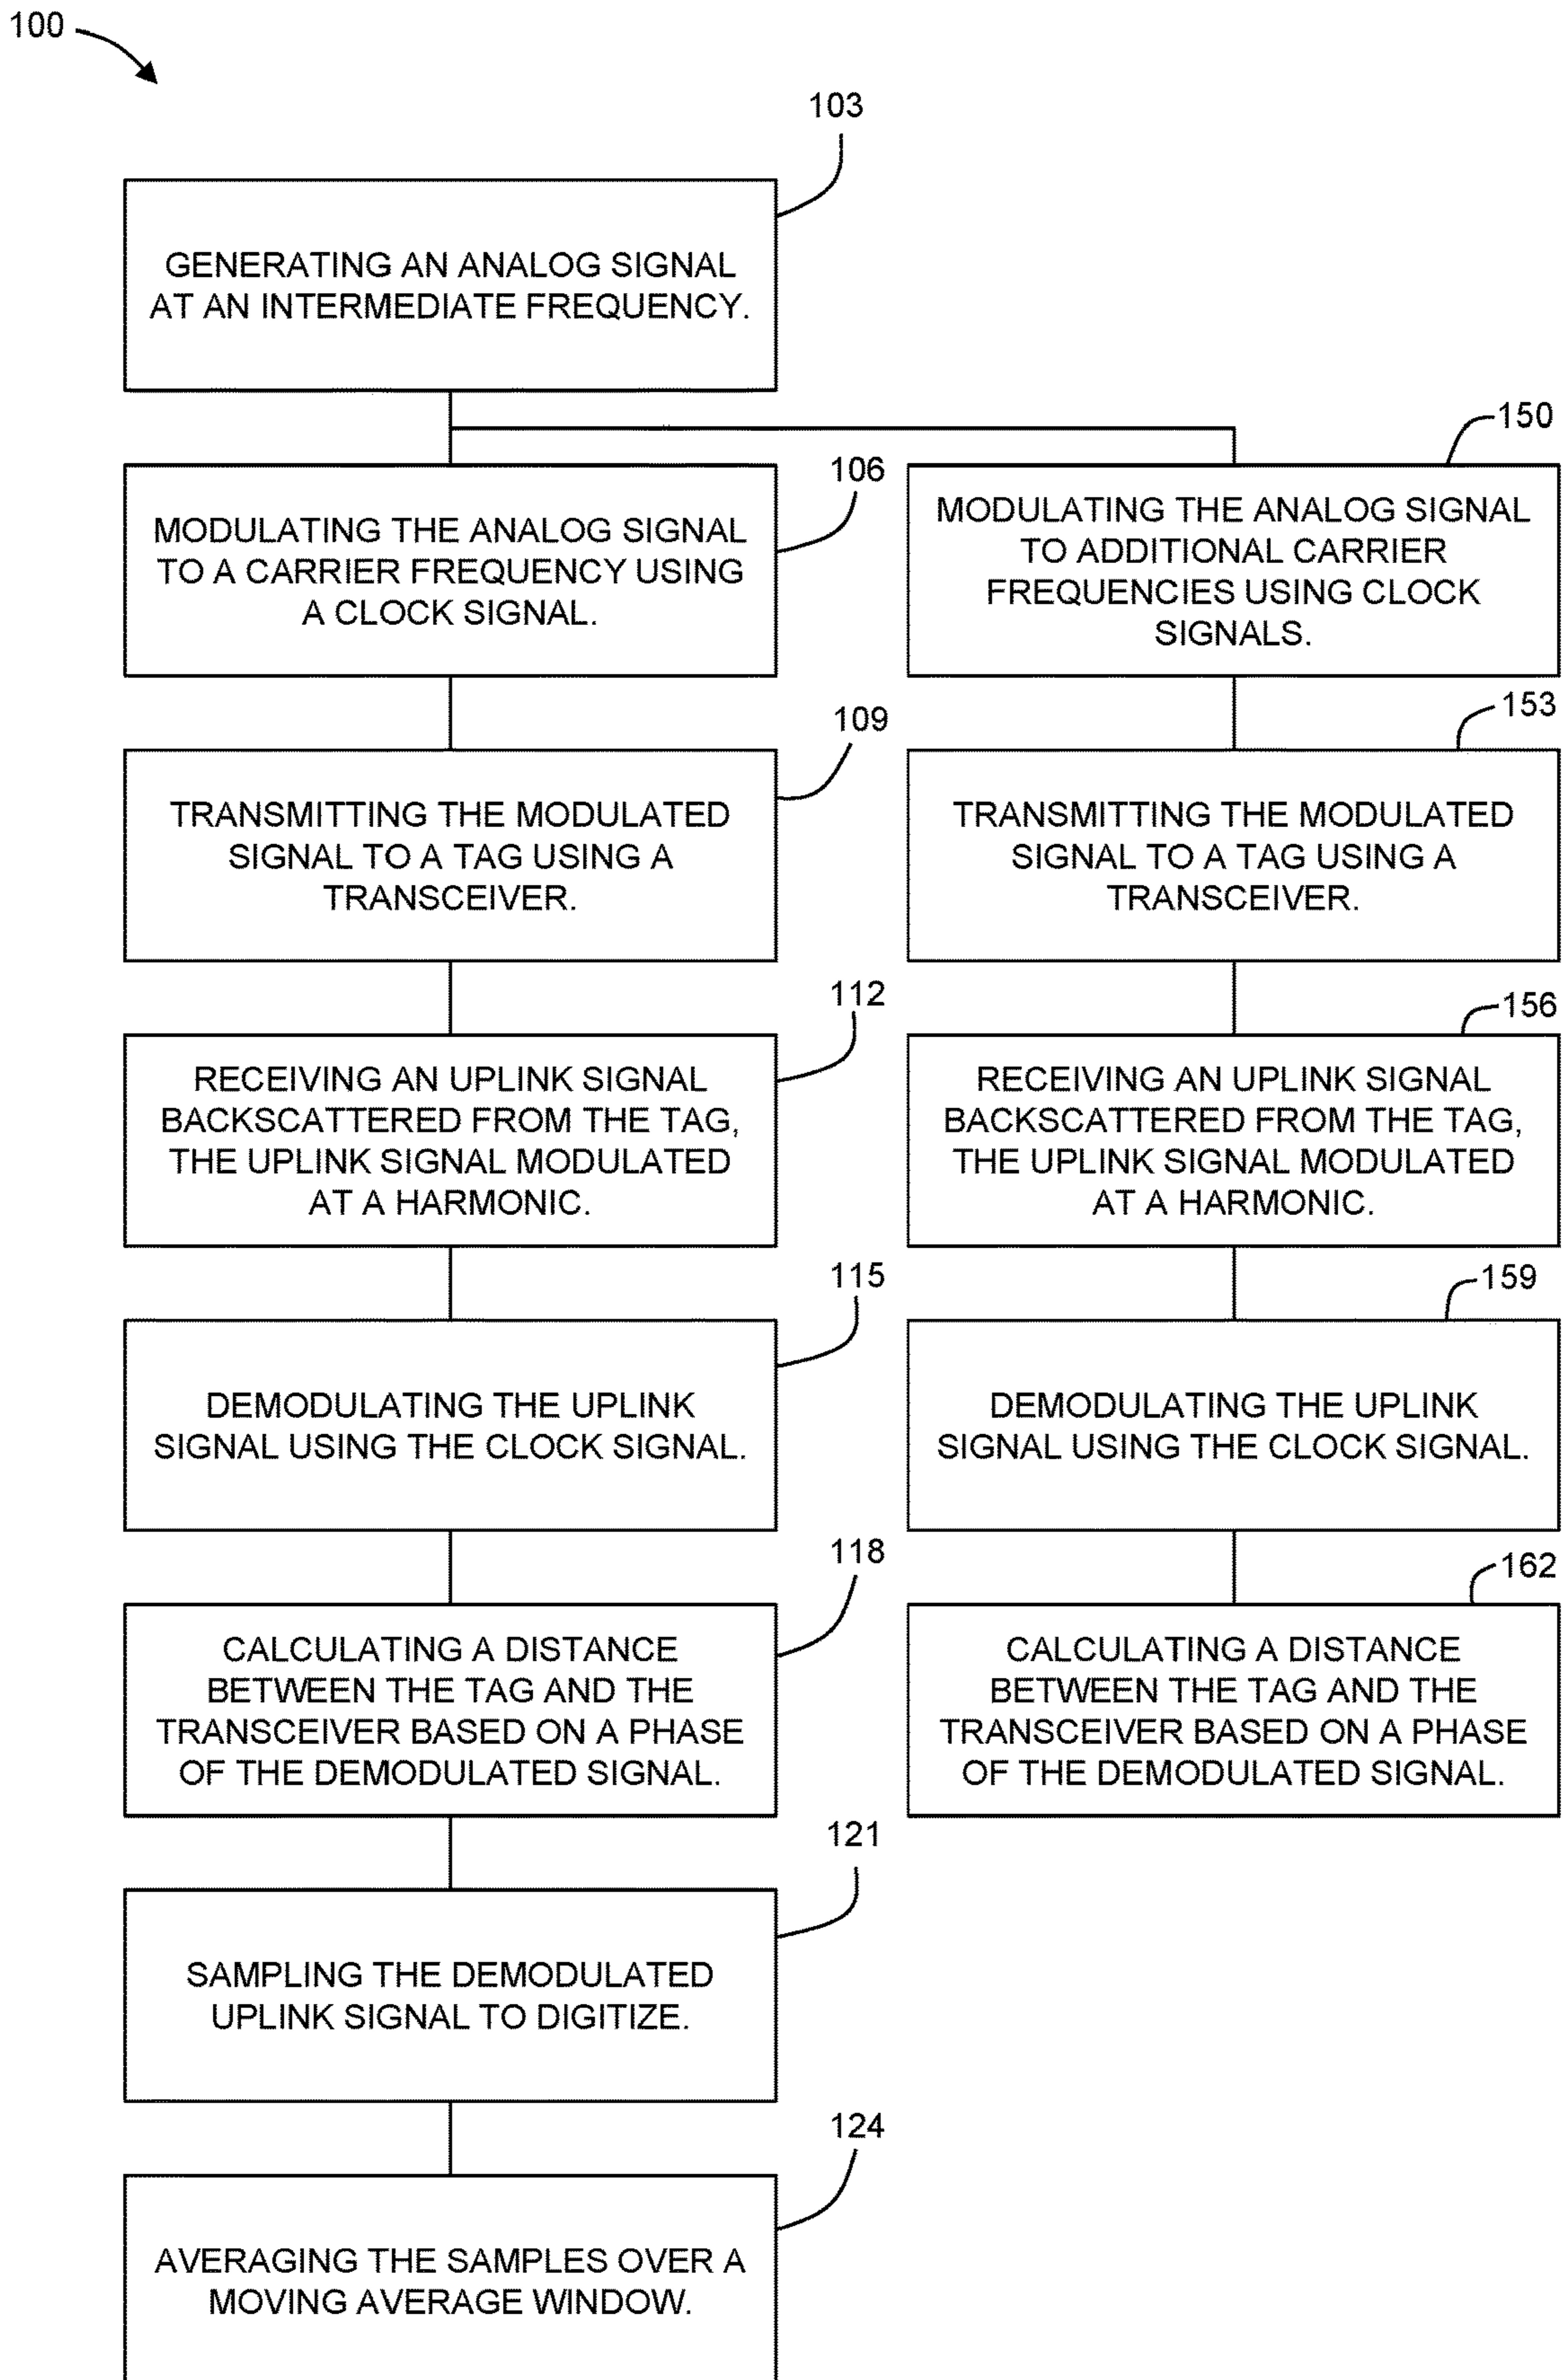 100
103
GENERATING AN ANALOG SIGNAL
AT AN INTERMEDIATE FREQUENCY.
106
MODULATING THE ANALOG SIGNAL
TO A CARRIER FREQUENCY USING
A CLOCK SIGNAL.
150
MODULATING THE ANALOG SIGNAL
TO ADDITIONAL CARRIER
FREQUENCIES USING CLOCK
SIGNALS.
109
TRANSMITTING THE MODULATED
SIGNAL TO A TAG USING A
TRANSCEIVER.
153
TRANSMITTING THE MODULATED
SIGNAL TO A TAG USING A
TRANSCEIVER.
112
RECEIVING AN UPLINK SIGNAL
BACKSCATTERED FROM THE TAG,
THE UPLINK SIGNAL MODULATED
AT A HARMONIC.
156
RECEIVING AN UPLINK SIGNAL
BACKSCATTERED FROM THE TAG,
THE UPLINK SIGNAL MODULATED
AT A HARMONIC.
115
DEMODULATING THE UPLINK
SIGNAL USING THE CLOCK SIGNAL.
159
DEMODULATING THE UPLINK
SIGNAL USING THE CLOCK SIGNAL.
118
CALCULATING A DISTANCE
BETWEEN THE TAG AND THE
TRANSCEIVER BASED ON A PHASE
OF THE DEMODULATED SIGNAL.
162
CALCULATING A DISTANCE
BETWEEN THE TAG AND THE
TRANSCEIVER BASED ON A PHASE
OF THE DEMODULATED SIGNAL.
121
SAMPLING THE DEMODULATED
UPLINK SIGNAL TO DIGITIZE.
124
AVERAGING THE SAMPLES OVER A
MOVING AVERAGE WINDOW.